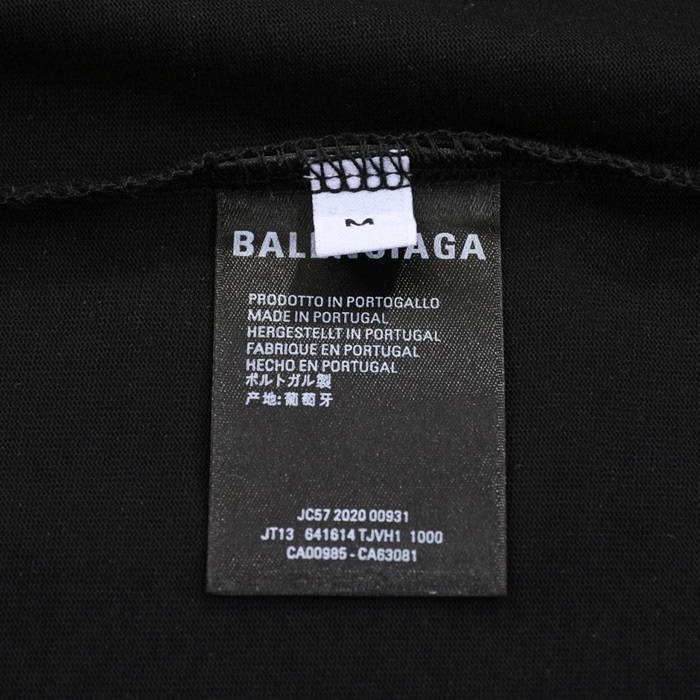 M
BALENCIAGA
PRODOTTO IN PORTOGALLO
MADE IN PORTUGAL
HERGESTELLT IN PORTUGAL
FABRIQUE EN PORTUGAL
HECHO EN PORTUGAL
ポルトガル製
产地:葡萄牙
JC57 2020 00931
JT13 641614 TJVH1 1000
CA00985 - CA63081